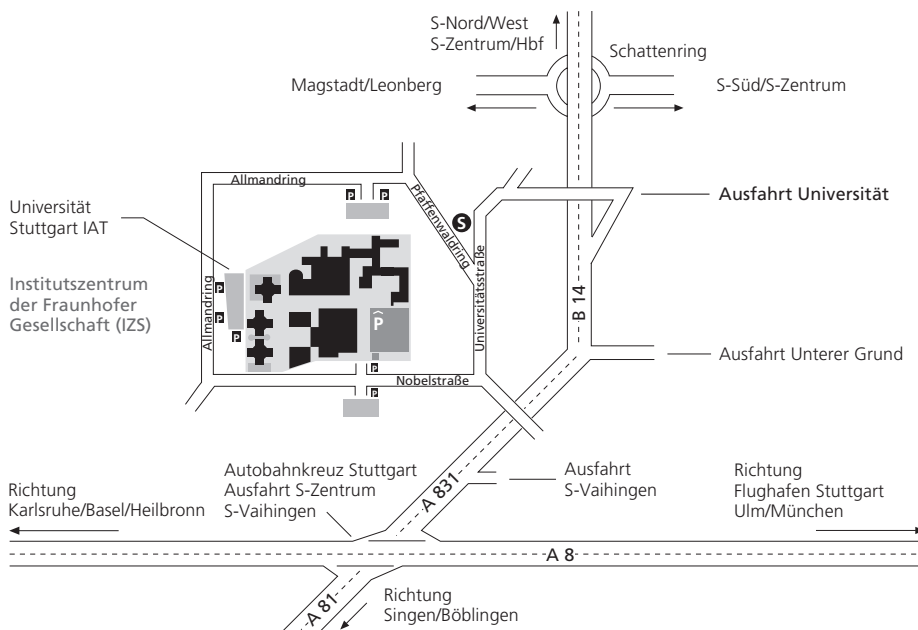 S-Nord/West
S-Zentrum/Hbf
Schattenring
Magstadt/Leonberg
S-Süd/S-Zentrum
Allmandring
P
P
Pfaffenwaldring
S
Ausfahrt Universität
Universität
Stuttgart IAT
Institutszentrum
der Fraunhofer
Gesellschaft (IZS)
P
P
P
Allmandring
P
Universitätsstraße
B 14
Ausfahrt Unterer Grund
P
Nobelstraße
P
Autobahnkreuz Stuttgart
Ausfahrt S-Zentrum
S-Vaihingen
A 831
Ausfahrt
S-Vaihingen
Richtung
Karlsruhe/Basel/Heilbronn
Richtung
Flughafen Stuttgart
Ulm/München
A 8
A 81
Richtung
Singen/Böblingen